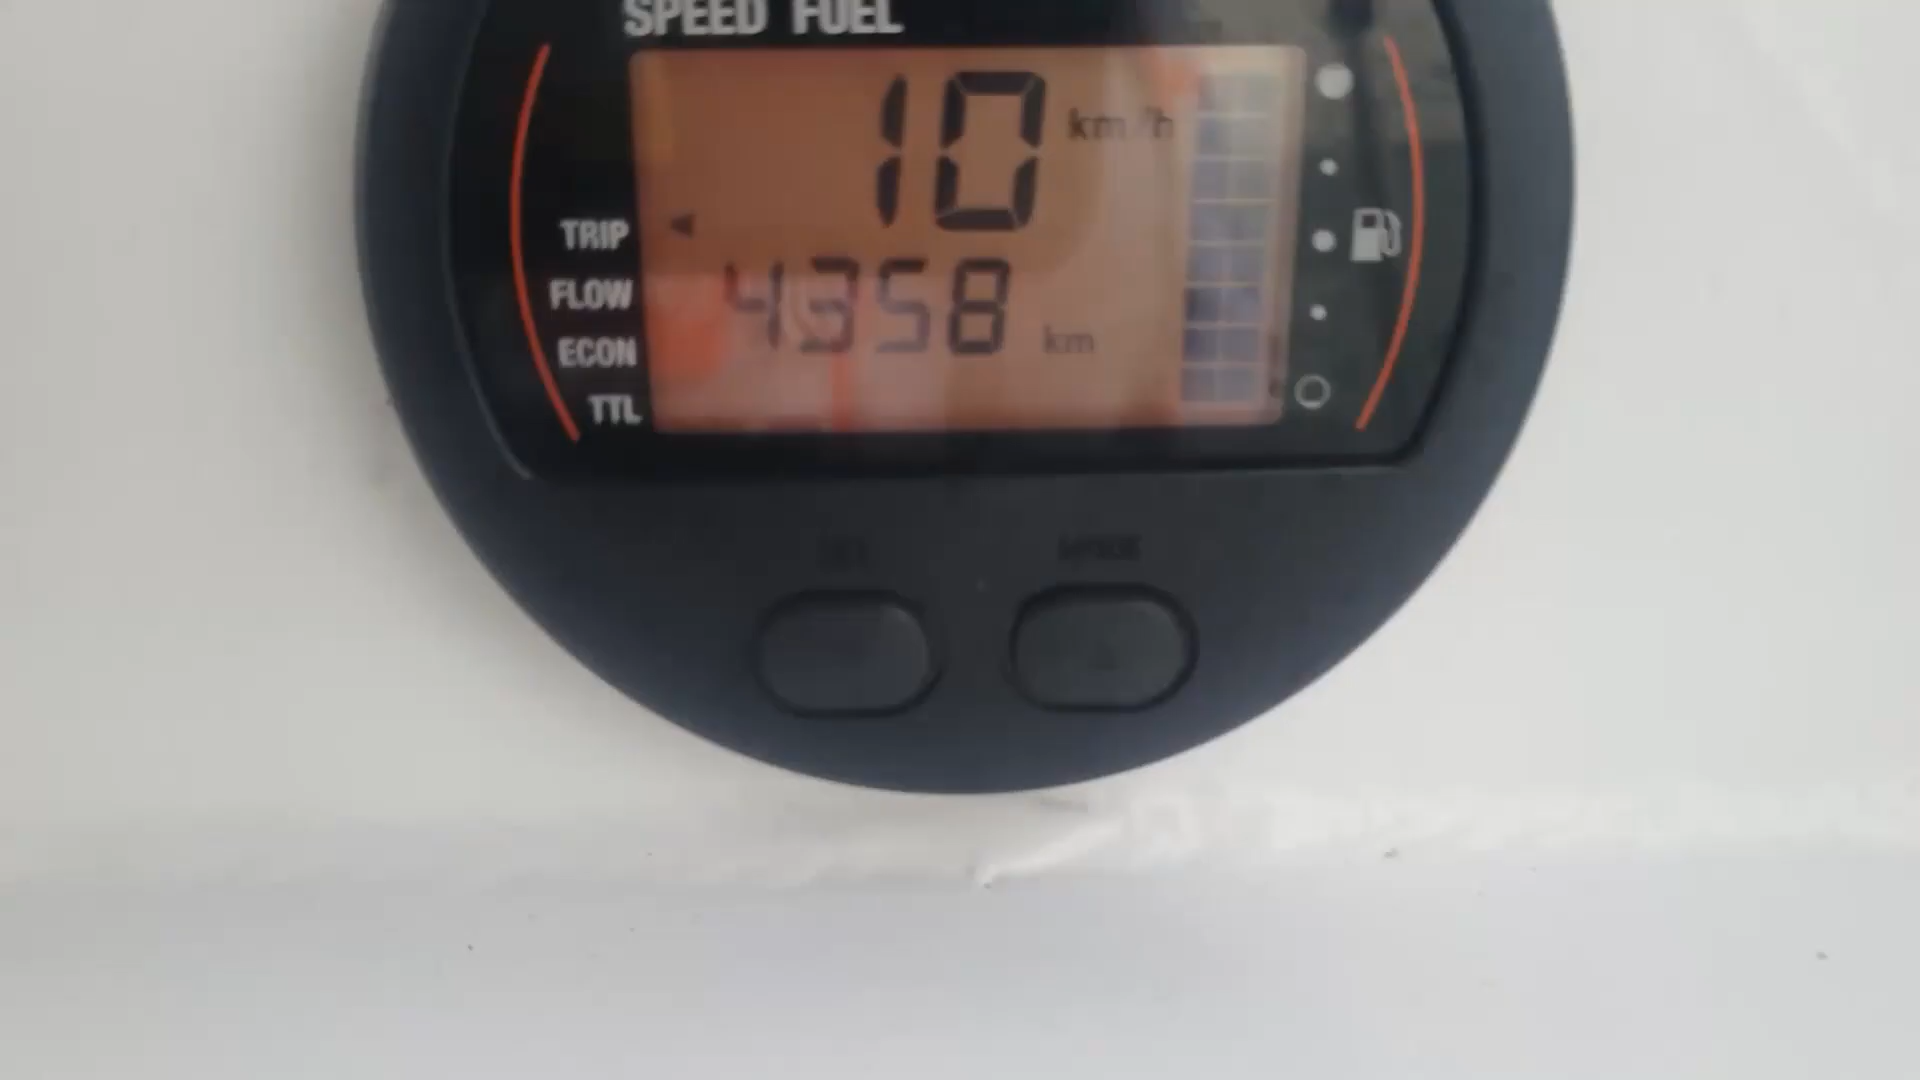 SPEED FUEL
10 km/h
TRIP
FLOW 4358 km
ECON
TTL